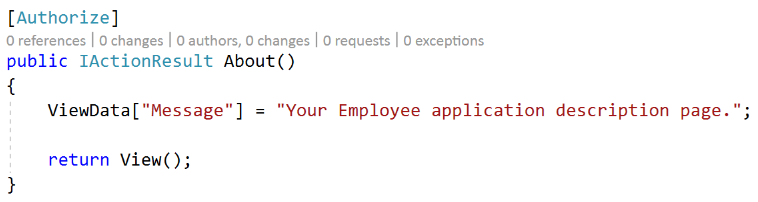 [Authorize]
0 references | 0 changes | 0 authors, 0 changes | 0 requests | 0 exceptions
public IActionResult About()
{
    ViewData["Message"] = "Your Employee application description page.";
    return View();
}